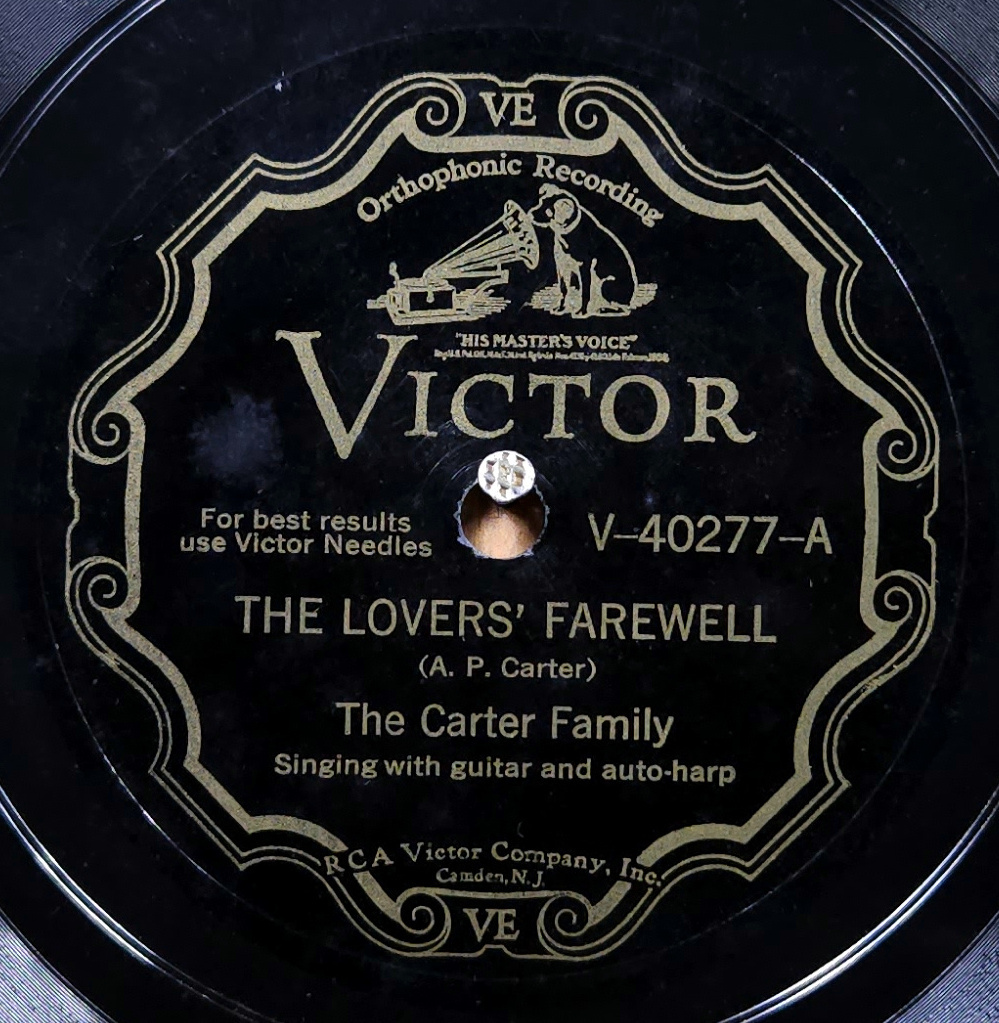 VE
Orthophonic Recording
"HIS MASTER'S VOICE"
VICTOR
For best results
use Victor Needles
V-40277-A
THE LOVERS' FAREWELL
(A. P. Carter)
The Carter Family
Singing with guitar and auto-harp
RCA Victor Company, Inc.
Camden, N. J.
VE